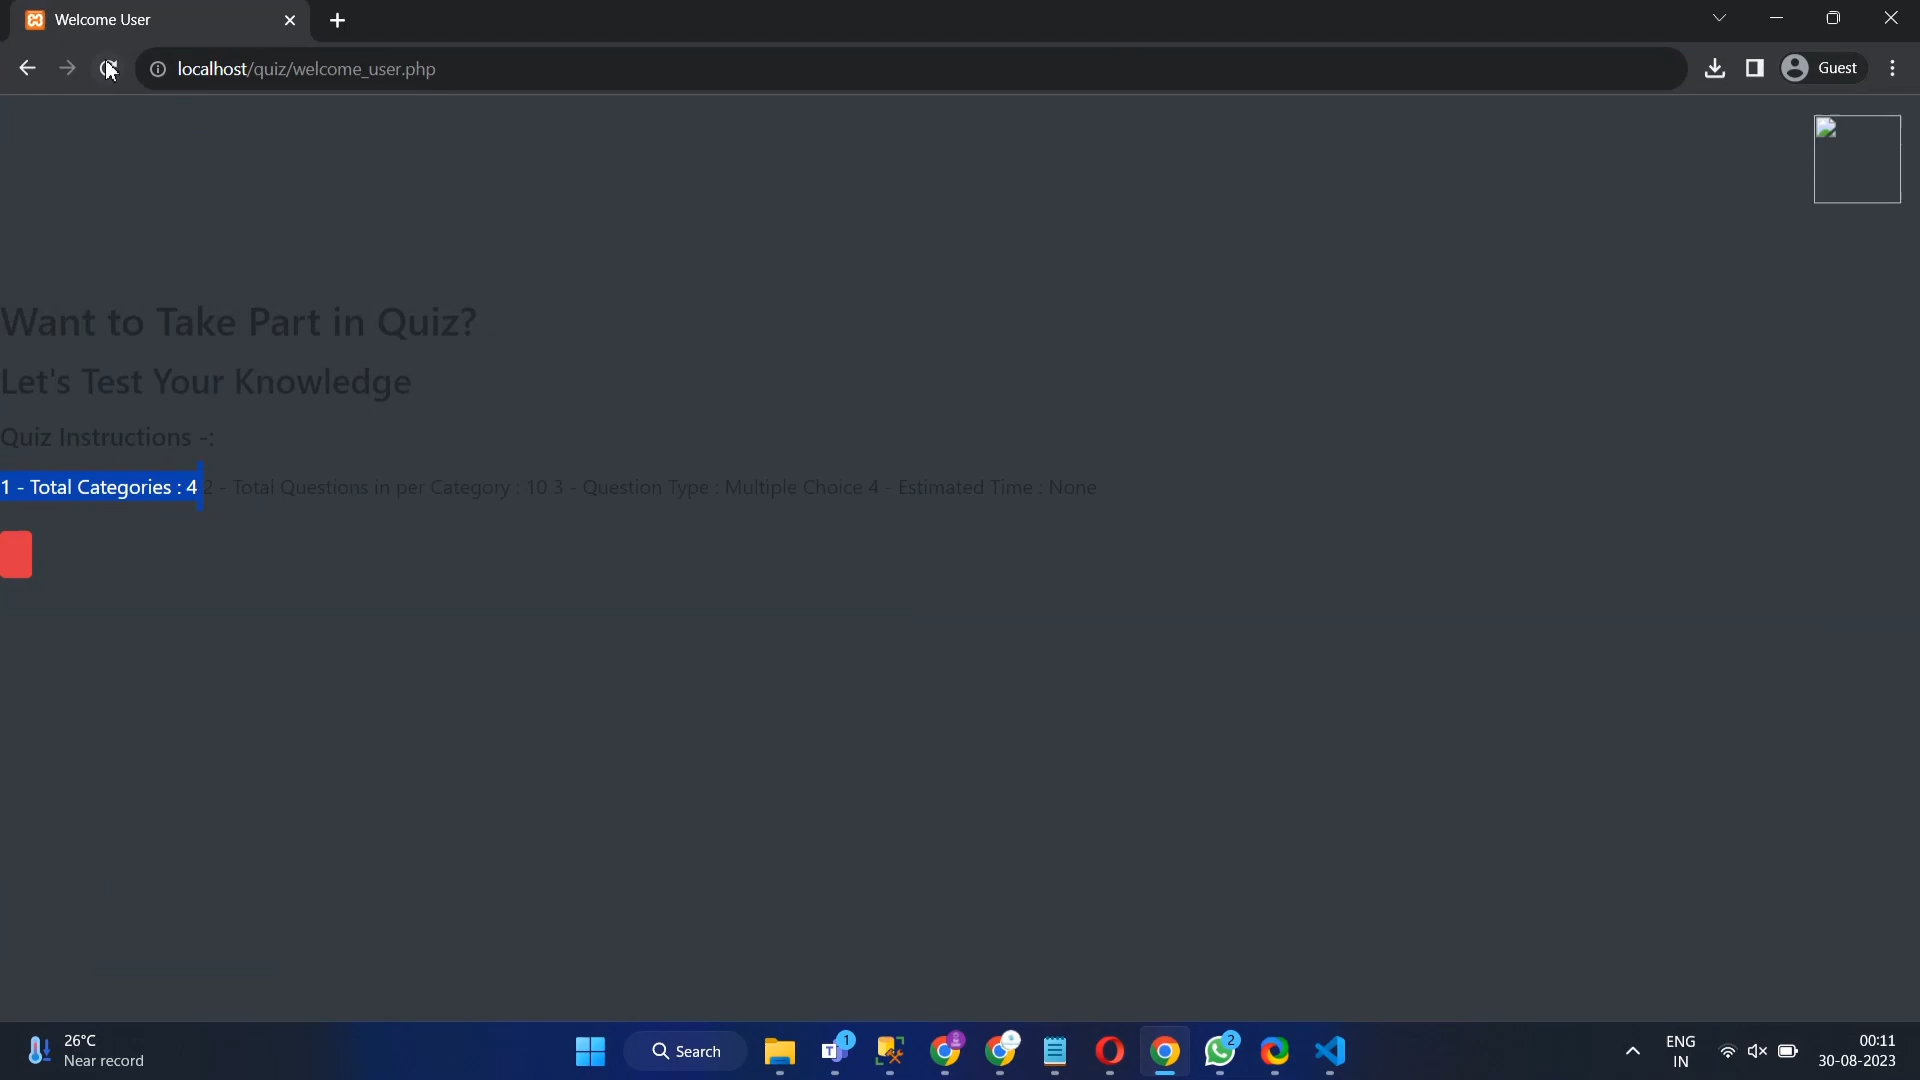 Welcome User
localhost/quiz/welcome_user.php
Guest
Want to Take Part in Quiz?
Let's Test Your Knowledge
Quiz Instructions -:
1 - Total Categories : 4 2 - Total Questions in per Category : 10 3 - Question Type : Multiple Choice 4 - Estimated Time : None
26°C
Near record
Search
1
2
ENG
IN
00:11
30-08-2023